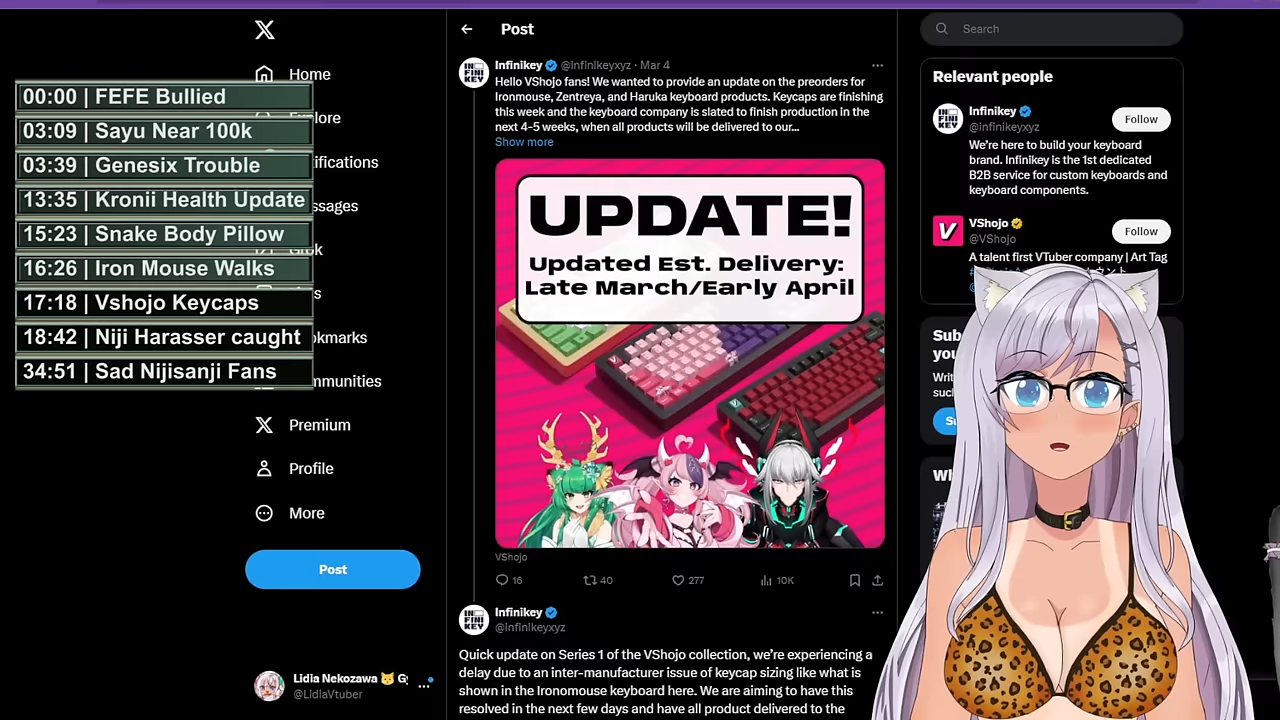 Post
Search
Home
Explore
Notifications
Messages
Grok
Bookmarks
Communities
Premium
Profile
More
Post
Lidia Nekozawa
@LidiaVtuber
00:00 | FEFE Bullied
03:09 | Sayu Near 100k
03:39 | Genesix Trouble
13:35 | Kronii Health Update
15:23 | Snake Body Pillow
16:26 | Iron Mouse Walks
17:18 | Vshojo Keycaps
18:42 | Niji Harasser caught
34:51 | Sad Nijisanji Fans
Infinikey @infinikeyxyz · Mar 4
Hello VShojo fans! We wanted to provide an update on the preorders for
Ironmouse, Zentreya, and Haruka keyboard products. Keycaps are finishing
this week and the keyboard company is slated to finish production in the
next 4-5 weeks, when all products will be delivered to our...
Show more
UPDATE!
Updated Est. Delivery:
Late March/Early April
VShojo
16 40 277 10K
Infinikey
@infinikeyxyz
Quick update on Series 1 of the VShojo collection, we're experiencing a
delay due to an inter-manufacturer issue of keycap sizing like what is
shown in the Ironomouse keyboard here. We are aiming to have this
resolved in the next few days and have all product delivered to the
Relevant people
Infinikey
@infinikeyxyz
Follow
We're here to build your keyboard
brand. Infinikey is the 1st dedicated
B2B service for custom keyboards and
keyboard components.
VShojo
@VShojo
Follow
A talent first VTuber company | Art Tag